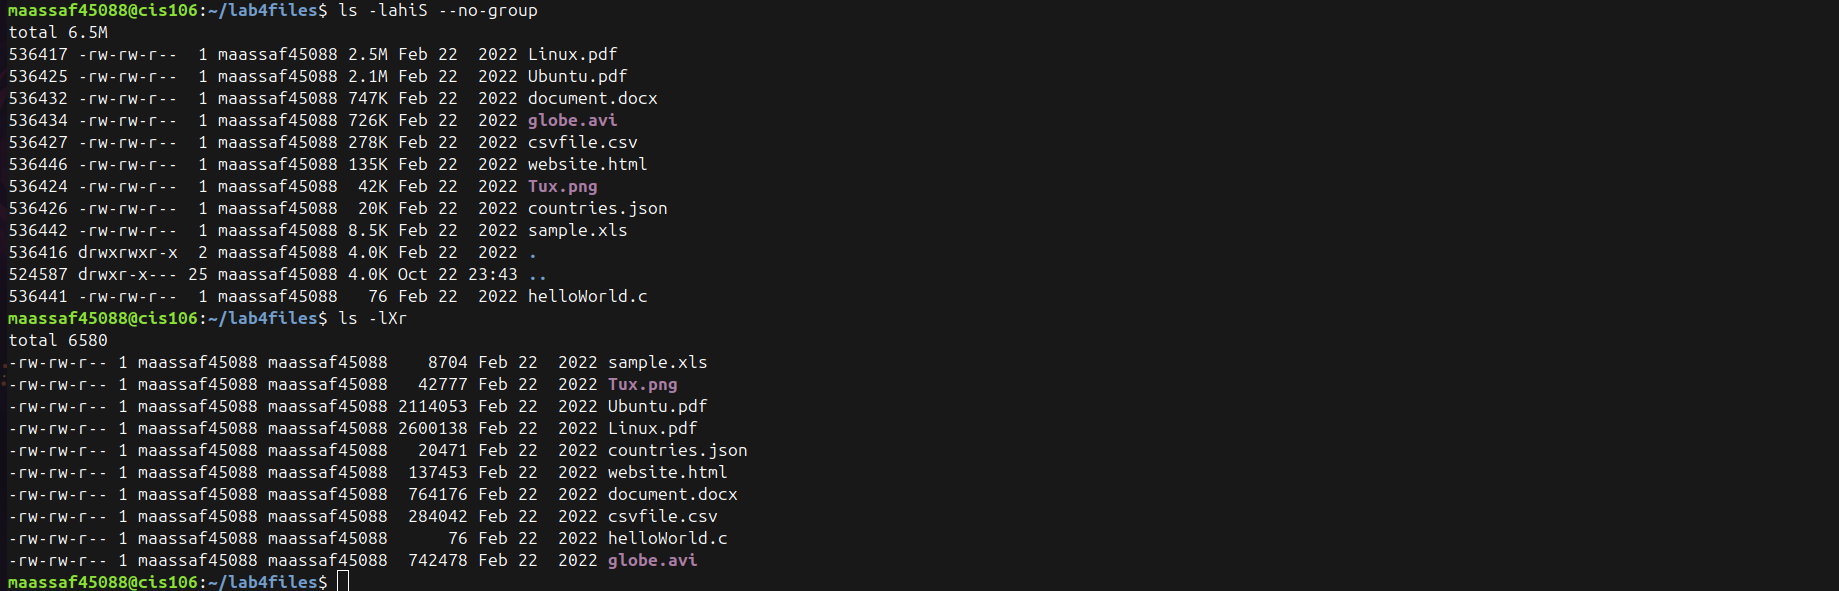 maassaf45088@cis106:~/lab4files$ ls -lahiS --no-group
total 6.5M
536417 -rw-rw-r--  1 maassaf45088 2.5M Feb 22  2022 Linux.pdf
536425 -rw-rw-r--  1 maassaf45088 2.1M Feb 22  2022 Ubuntu.pdf
536432 -rw-rw-r--  1 maassaf45088 747K Feb 22  2022 document.docx
536434 -rw-rw-r--  1 maassaf45088 726K Feb 22  2022 globe.avi
536427 -rw-rw-r--  1 maassaf45088 278K Feb 22  2022 csvfile.csv
536446 -rw-rw-r--  1 maassaf45088 135K Feb 22  2022 website.html
536424 -rw-rw-r--  1 maassaf45088  42K Feb 22  2022 Tux.png
536426 -rw-rw-r--  1 maassaf45088  20K Feb 22  2022 countries.json
536442 -rw-rw-r--  1 maassaf45088 8.5K Feb 22  2022 sample.xls
536416 drwxrwxr-x  2 maassaf45088 4.0K Feb 22  2022 .
524587 drwxr-x--- 25 maassaf45088 4.0K Oct 22 23:43 ..
536441 -rw-rw-r--  1 maassaf45088   76 Feb 22  2022 helloWorld.c
maassaf45088@cis106:~/lab4files$ ls -lXr
total 6580
-rw-rw-r-- 1 maassaf45088 maassaf45088    8704 Feb 22  2022 sample.xls
-rw-rw-r-- 1 maassaf45088 maassaf45088   42777 Feb 22  2022 Tux.png
-rw-rw-r-- 1 maassaf45088 maassaf45088 2114053 Feb 22  2022 Ubuntu.pdf
-rw-rw-r-- 1 maassaf45088 maassaf45088 2600138 Feb 22  2022 Linux.pdf
-rw-rw-r-- 1 maassaf45088 maassaf45088   20471 Feb 22  2022 countries.json
-rw-rw-r-- 1 maassaf45088 maassaf45088  137453 Feb 22  2022 website.html
-rw-rw-r-- 1 maassaf45088 maassaf45088  764176 Feb 22  2022 document.docx
-rw-rw-r-- 1 maassaf45088 maassaf45088  284042 Feb 22  2022 csvfile.csv
-rw-rw-r-- 1 maassaf45088 maassaf45088      76 Feb 22  2022 helloWorld.c
-rw-rw-r-- 1 maassaf45088 maassaf45088  742478 Feb 22  2022 globe.avi
maassaf45088@cis106:~/lab4files$